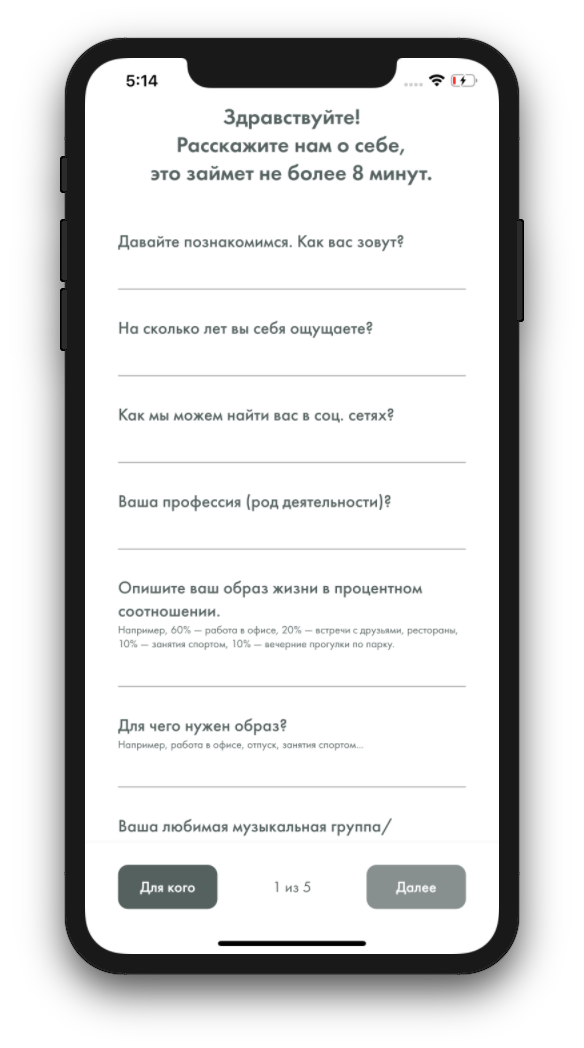 5:14
Здравствуйте!
Расскажите нам о себе,
это займет не более 8 минут.
Давайте познакомимся. Как вас зовут?
На сколько лет вы себя ощущаете?
Как мы можем найти вас в соц. сетях?
Ваша профессия (род деятельности)?
Опишите ваш образ жизни в процентном
соотношении.
Например, 60% — работа в офисе, 20% — встречи с друзьями, рестораны,
10% — занятия спортом, 10% — вечерние прогулки по парку.
Для чего нужен образ?
Например, работа в офисе, отпуск, занятия спортом...
Ваша любимая музыкальная группа/
Для кого
1 из 5
Далее